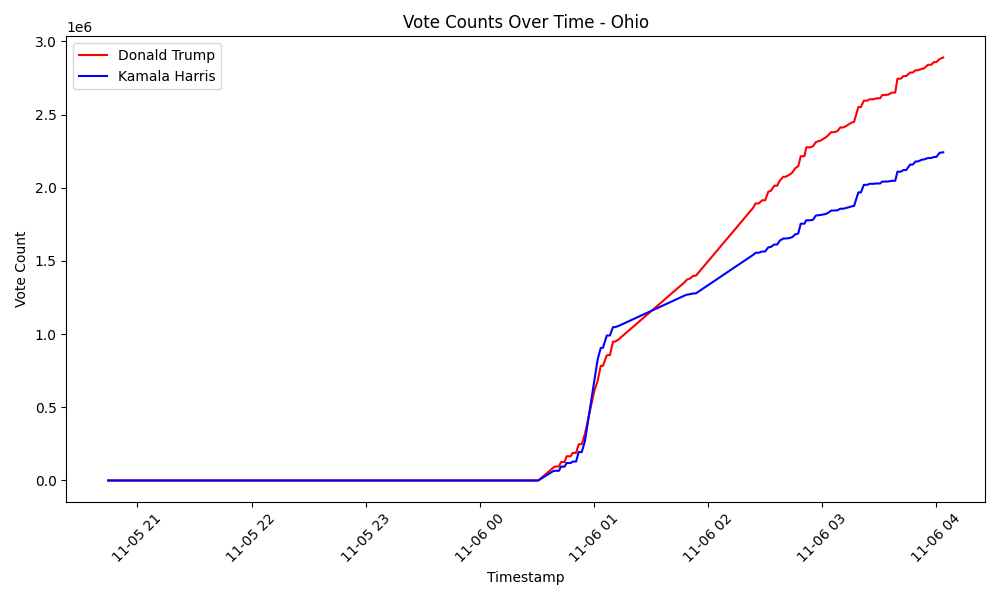 Vote Counts Over Time - Ohio
1e6
Donald Trump
Kamala Harris
3.0
2.5
2.0
1.5
1.0
0.5
0.0
Vote Count
11-05 21
11-05 22
11-05 23
11-06 00
11-06 01
11-06 02
11-06 03
11-06 04
Timestamp